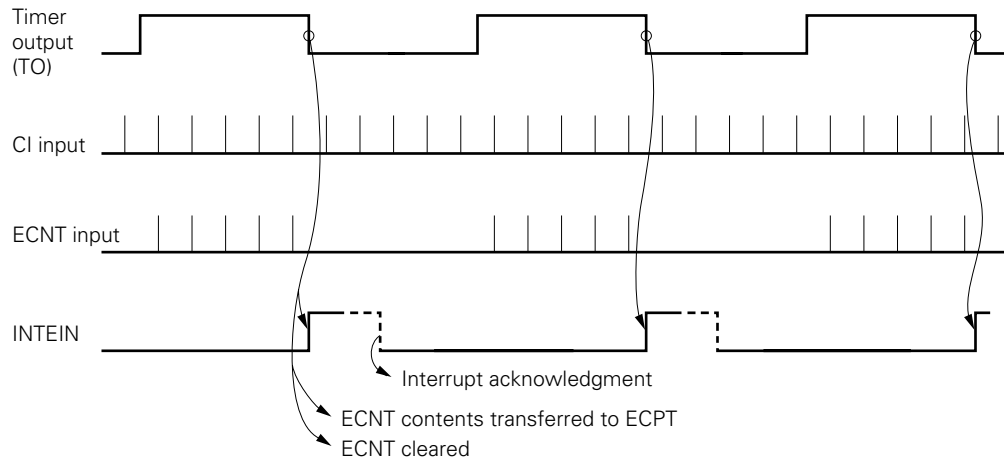 Timer
output
(TO)
CI input
ECNT input
INTEIN
Interrupt acknowledgment
ECNT contents transferred to ECPT
ECNT cleared